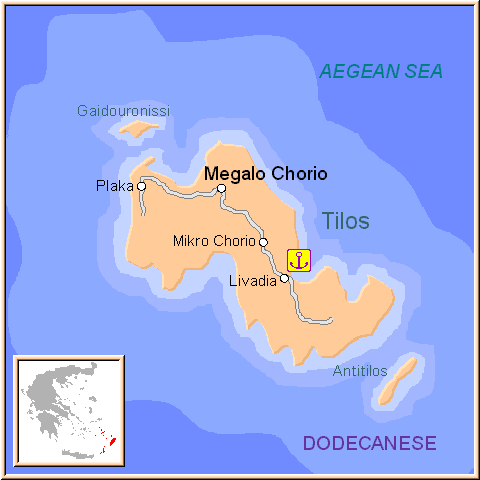 AEGEAN SEA
Gaidouronissi
Megalo Chorio
Plaka
Tilos
Mikro Chorio
Livadia
Antitilos
DODECANESE